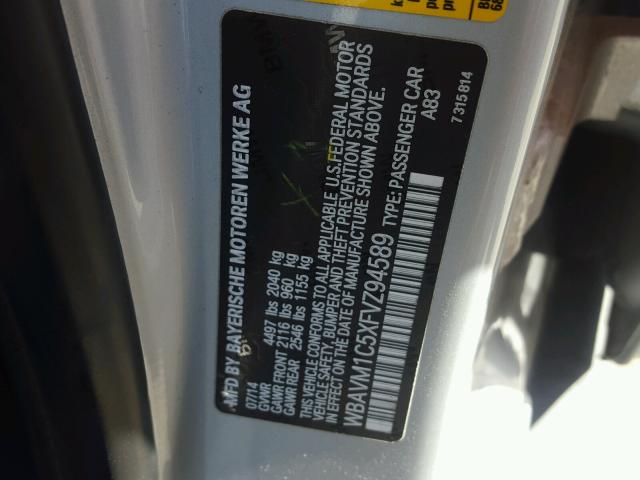 MFD BY BAYERISCHE MOTOREN WERKE AG
07/14
GVWR 4497 lbs 2040 kg
GAWR FRONT 2116 lbs 960 kg
GAWR REAR 2546 lbs 1155 kg
THIS VEHICLE CONFORMS TO ALL APPLICABLE U.S.FEDERAL MOTOR
VEHICLE SAFETY, BUMPER AND THEFT PREVENTION STANDARDS
IN EFFECT ON THE DATE OF MANUFACTURE SHOWN ABOVE.
WBAVM1C5XFVZ94589 TYPE: PASSENGER CAR
A83
7 315 814